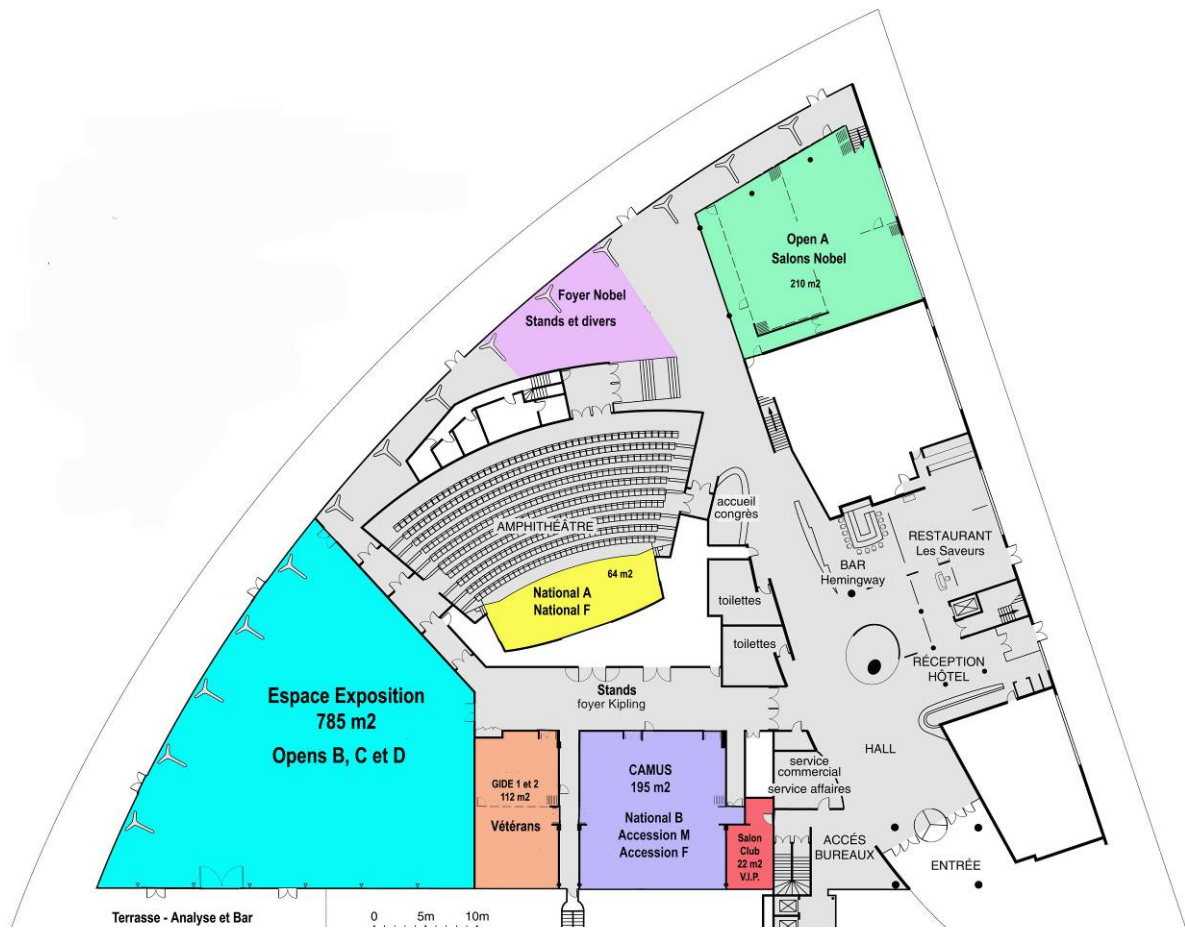 Open A
Salons Nobel
210 m2
Foyer Nobel
Stands et divers
AMPHITHÉÂTRE
accueil
congrès
RESTAURANT
Les Saveurs
BAR
Hemingway
64 m2
National A
National F
toilettes
toilettes
RÉCEPTION
HÔTEL
Espace Exposition
785 m2
Opens B, C et D
Stands
foyer Kipling
HALL
GIDE 1 et 2
112 m2
Vétérans
CAMUS
195 m2
National B
Accession M
Accession F
service
commercial
service affaires
Salon
Club
22 m2
V.I.P.
ACCÉS
BUREAUX
ENTRÉE
Terrasse - Analyse et Bar
0 5m 10m